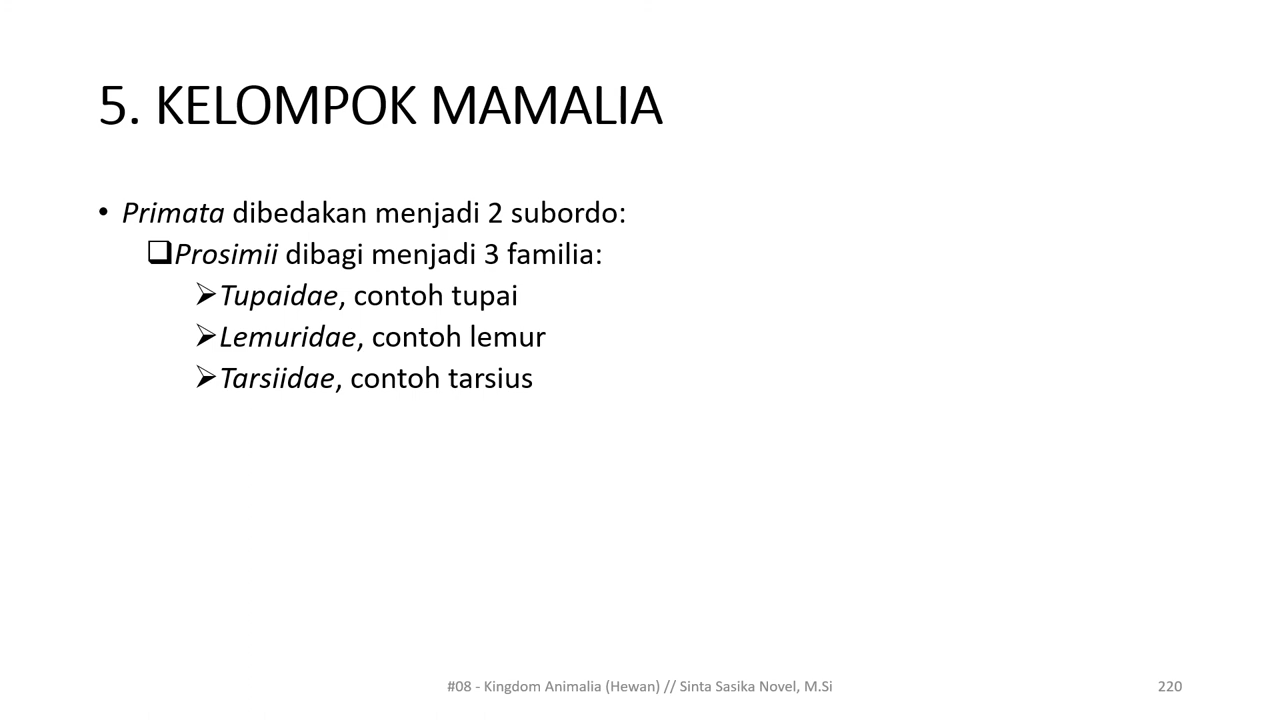 5. KELOMPOK MAMALIA
• Primata dibedakan menjadi 2 subordo:
❑Prosimii dibagi menjadi 3 familia:
➢Tupaidae, contoh tupai
➢Lemuridae, contoh lemur
➢Tarsiidae, contoh tarsius
#08 - Kingdom Animalia (Hewan) // Sinta Sasika Novel, M.Si
220